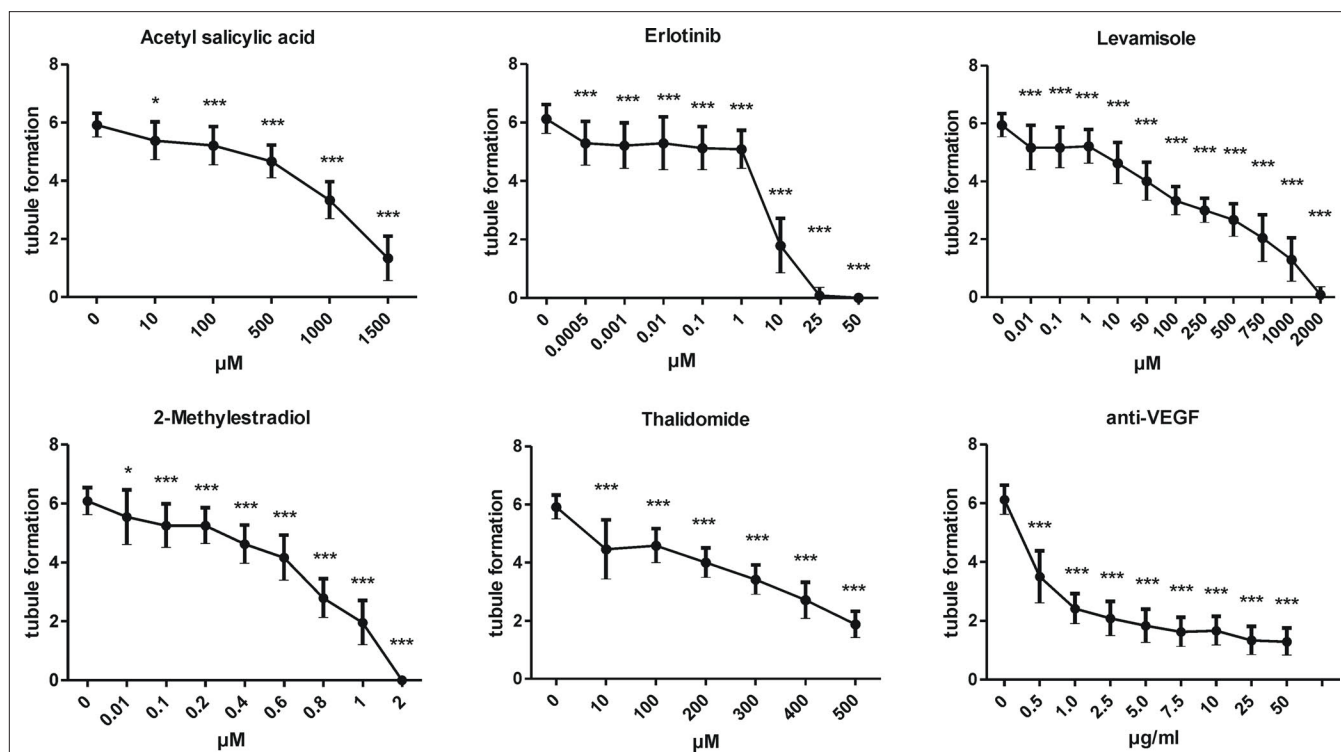 Acetyl salicylic acid
8
6
4
2
0
tubule formation
* *** *** *** ***
0 10 100 500 1000 1500
µM
Erlotinib
8
6
4
2
0
tubule formation
*** *** *** *** *** *** *** ***
0 0.0005 0.0001 0.01 0.1 1 10 25 50
µM
Levamisole
8
6
4
2
0
tubule formation
*** *** *** *** *** *** *** *** *** *** ***
0 0.01 0.1 1 10 50 100 250 500 750 1000 2000
µM
2-Methylestradiol
8
6
4
2
0
tubule formation
* *** *** *** *** *** *** ***
0 0.01 0.1 0.2 0.4 0.6 0.8 1 2
µM
Thalidomide
8
6
4
2
0
tubule formation
*** *** *** *** *** ***
0 10 100 200 300 400 500
µM
anti-VEGF
8
6
4
2
0
tubule formation
*** *** *** *** *** *** *** ***
0 0.5 1.0 2.5 5.0 7.5 10 25 50
µg/ml